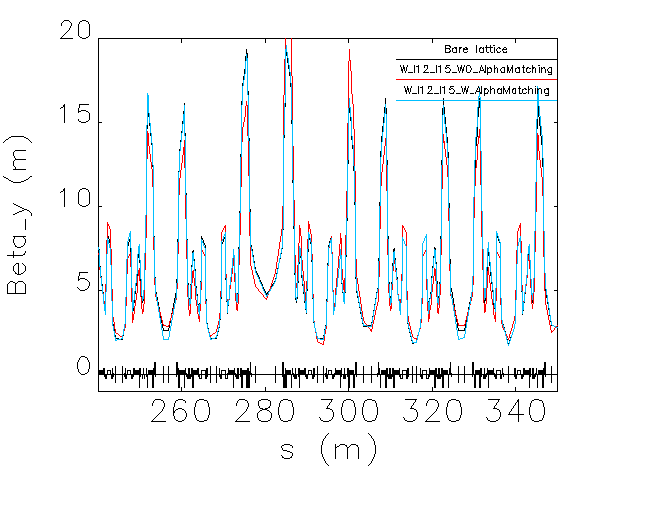 20
15
10
5
0
Beta_y (m)
Bare lattice
W_I12_I15_WO_AlphaMatching
W_I12_I15_W_AlphaMatching
260 280 300 320 340
s (m)